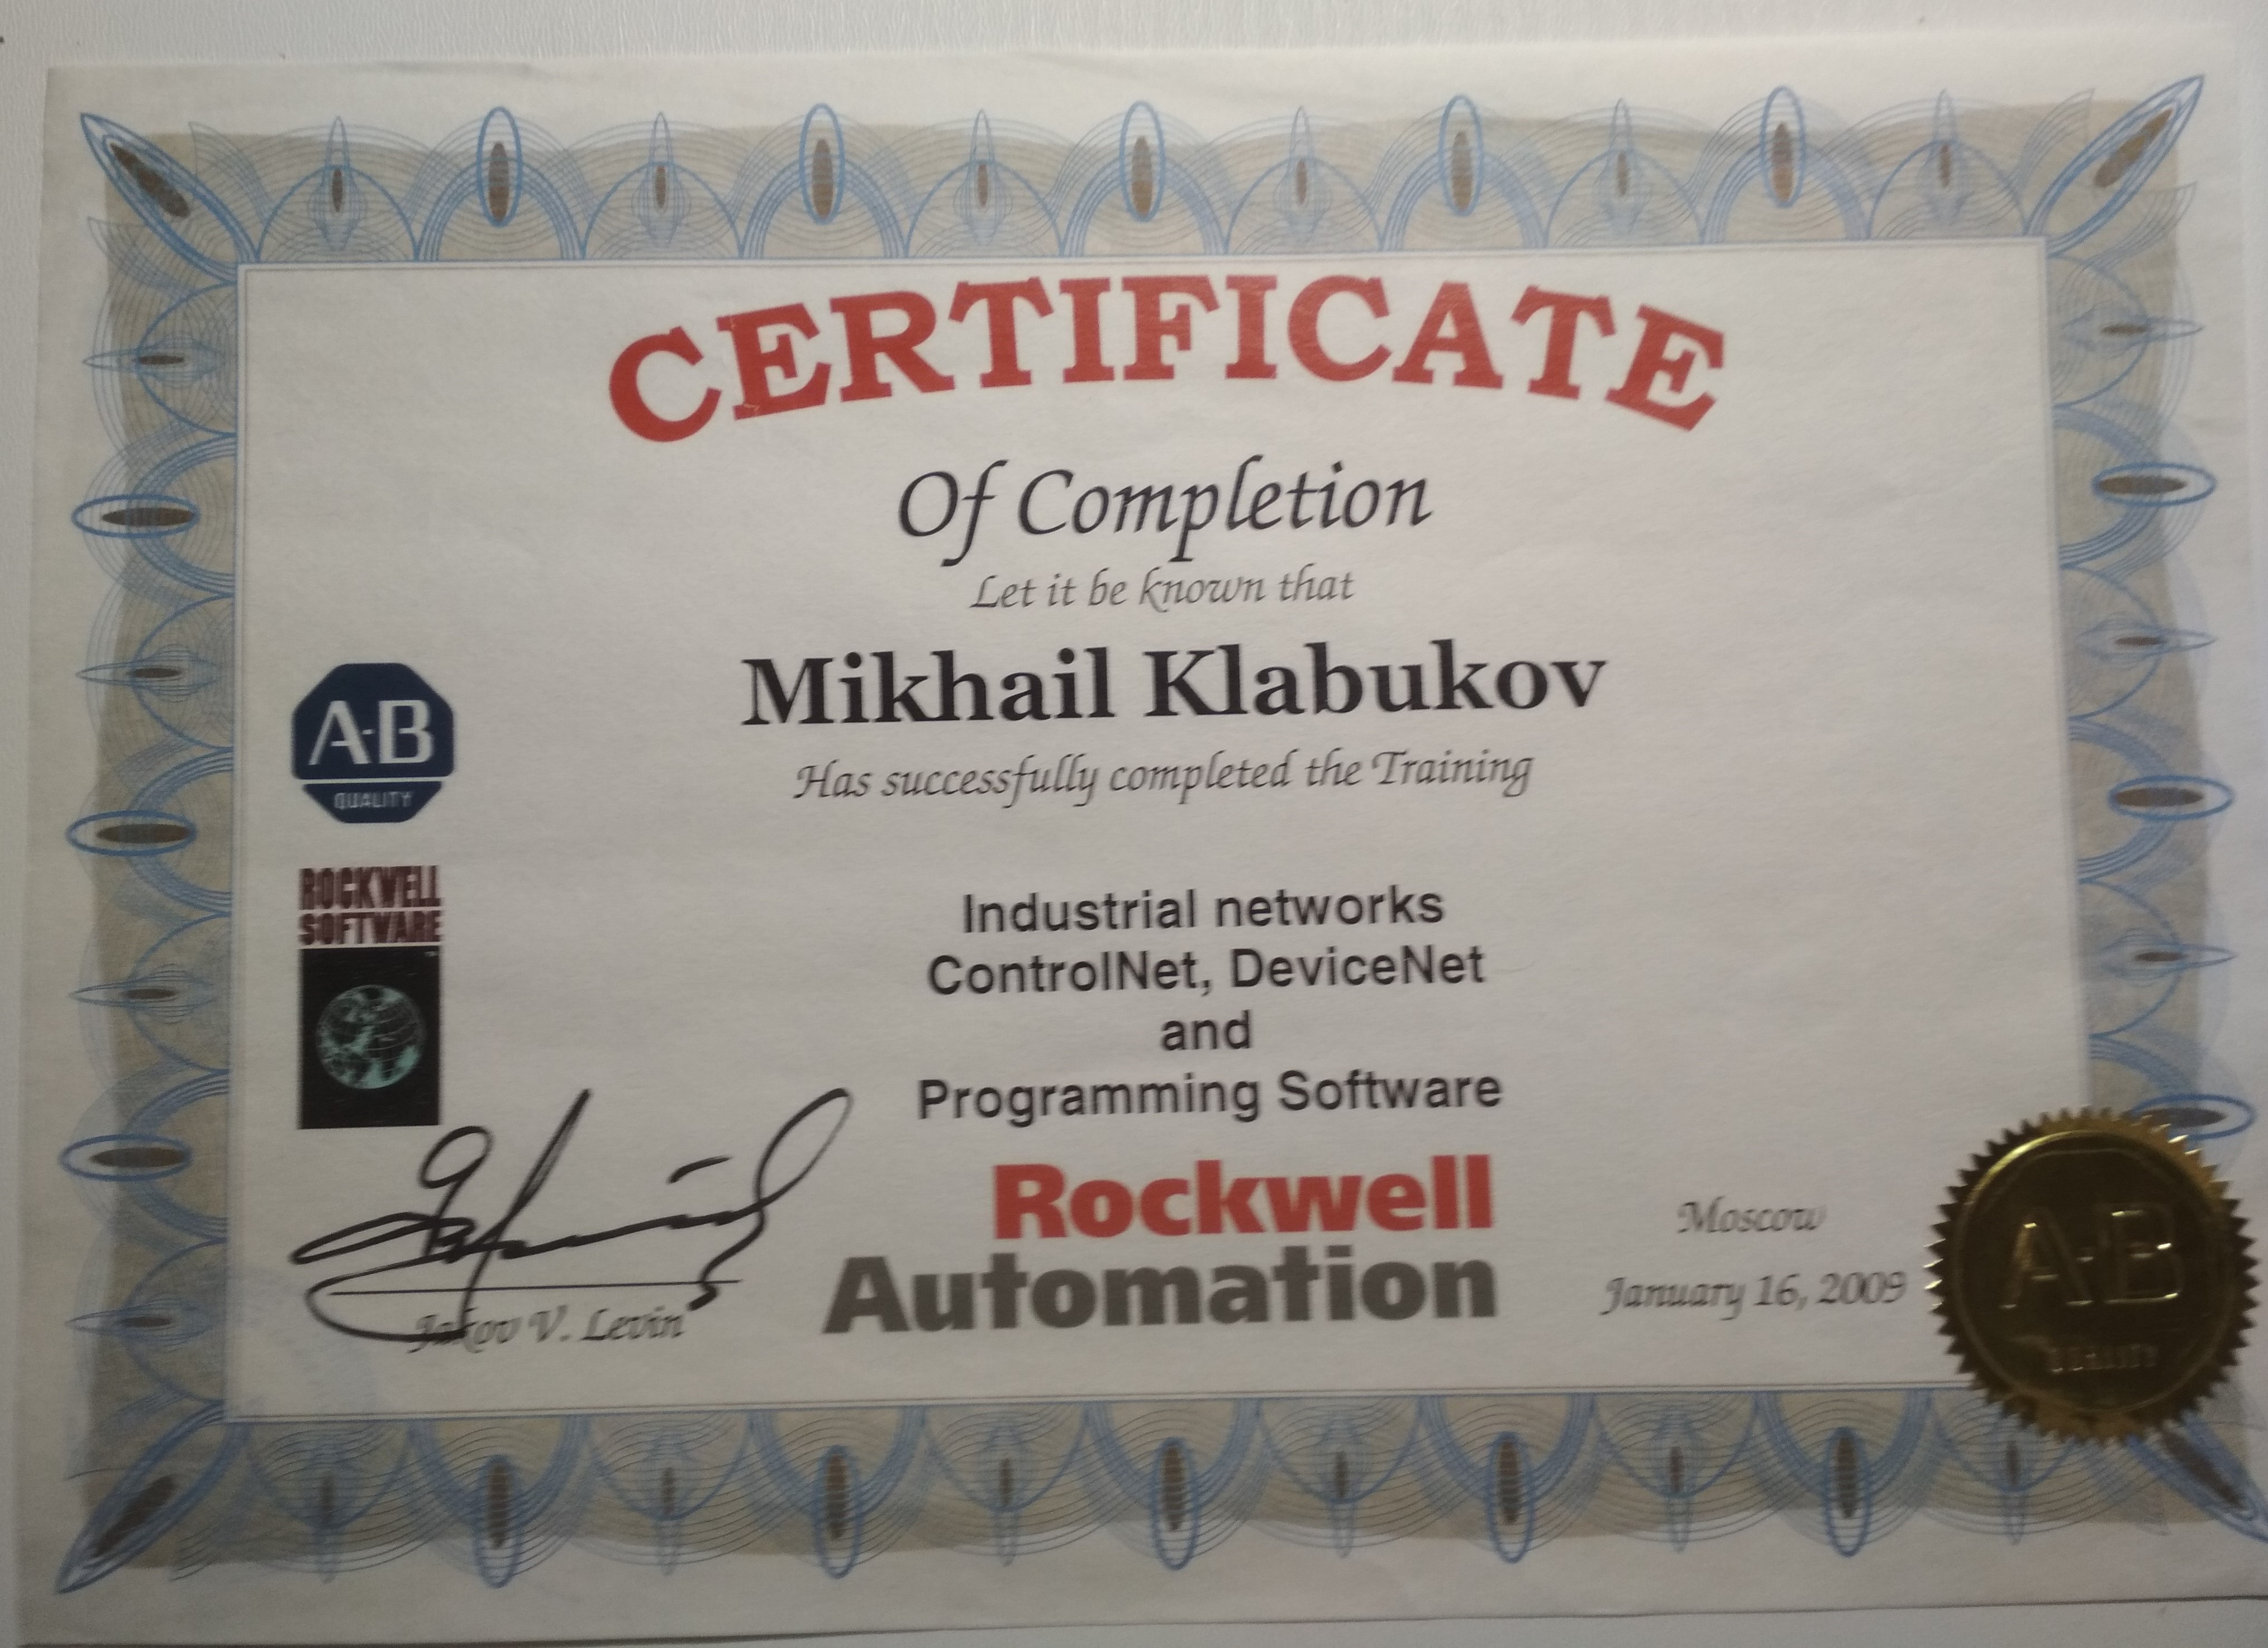 CERTIFICATE
Of Completion
Let it be known that
Mikhail Klabukov
Has successfully completed the Training
A-B
QUALITY
ROCKWELL
SOFTWARE
Industrial networks
ControlNet, DeviceNet
and
Programming Software
Rockwell
Automation
Jakov V. Levin
Moscow
January 16, 2009
A-B
QUALITY